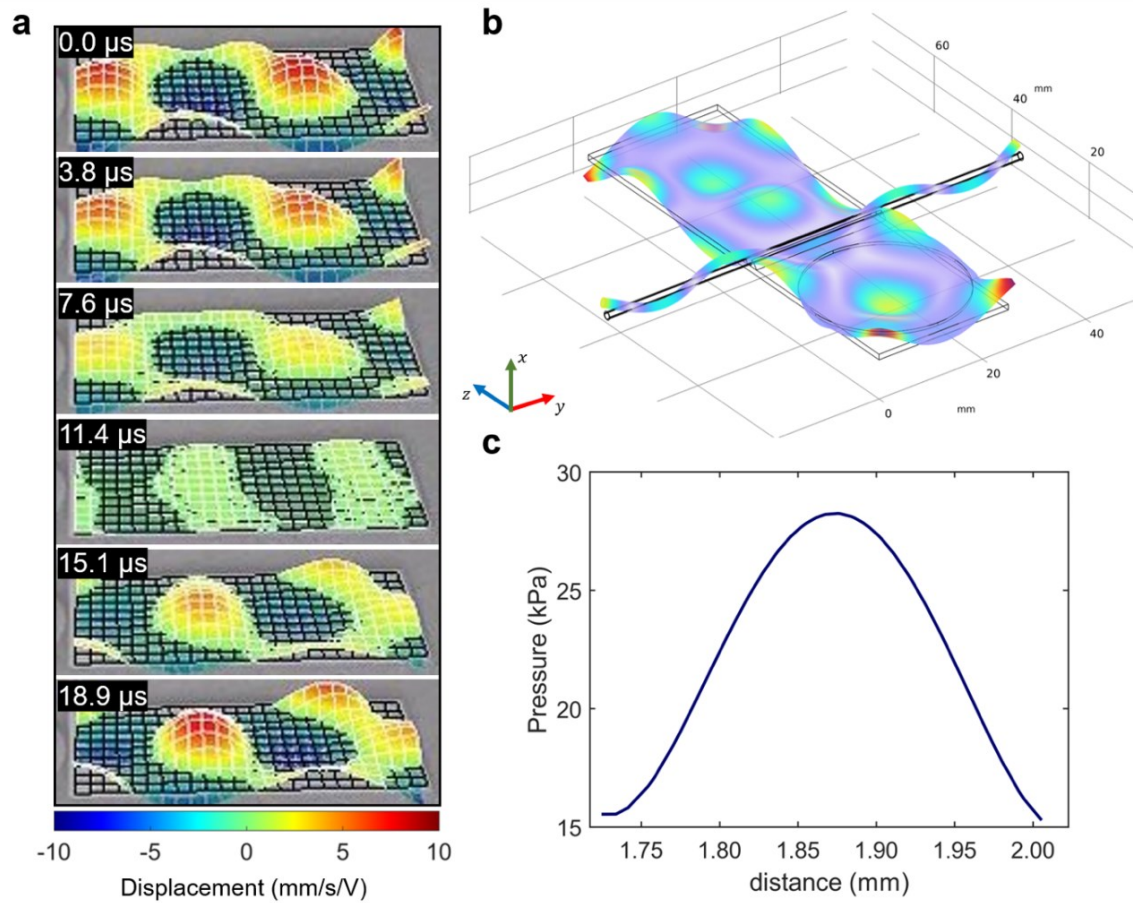 a
0.0 µs
3.8 µs
7.6 µs
11.4 µs
15.1 µs
18.9 µs
-10 -5 0 5 10
Displacement (mm/s/V)
b
60
40 mm
20
40
20
0 mm
x
z
y
c
30
25
20
15
Pressure (kPa)
1.75 1.80 1.85 1.90 1.95 2.00
distance (mm)